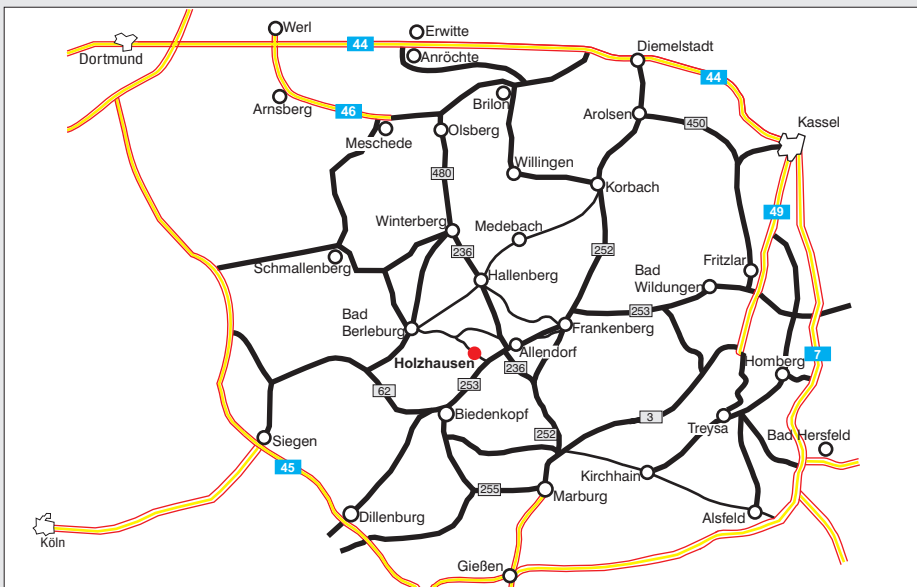 Werl
Erwitte
Dortmund
44
Diemelstadt
Anröchte
44
Arnsberg
46
Brilon
Arolsen
450
Kassel
Meschede
Olsberg
Willingen
480
Korbach
49
Winterberg
Medebach
236
252
Schmallenberg
Hallenberg
Bad
Wildungen
Fritzlar
Bad
Berleburg
253
Frankenberg
Allendorf
Holzhausen
236
7
Homberg
62
253
Biedenkopf
3
Treysa
252
Siegen
Bad Hersfeld
45
Kirchhain
255
Marburg
Dillenburg
Alsfeld
Köln
Gießen